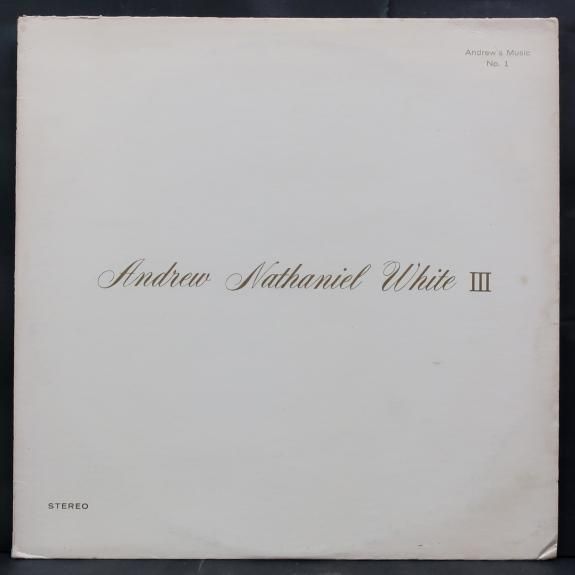 Andrew's Music
No. 1
Andrew Nathaniel White III
STEREO